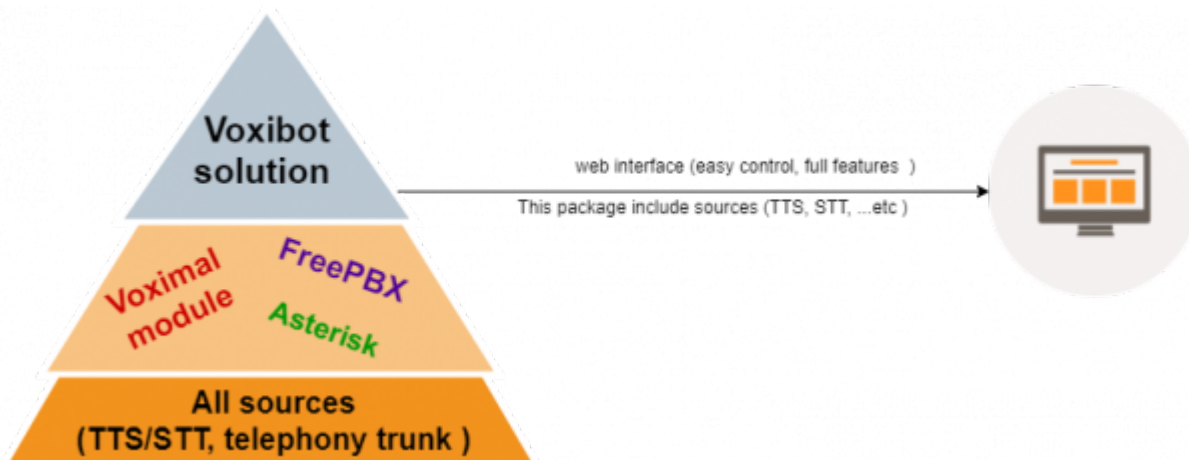 Voxibot
solution
web interface (easy control, full features  )
This package include sources (TTS, STT, ...etc )
Voximal
module
FreePBX
Asterisk
All sources
(TTS/STT, telephony trunk )